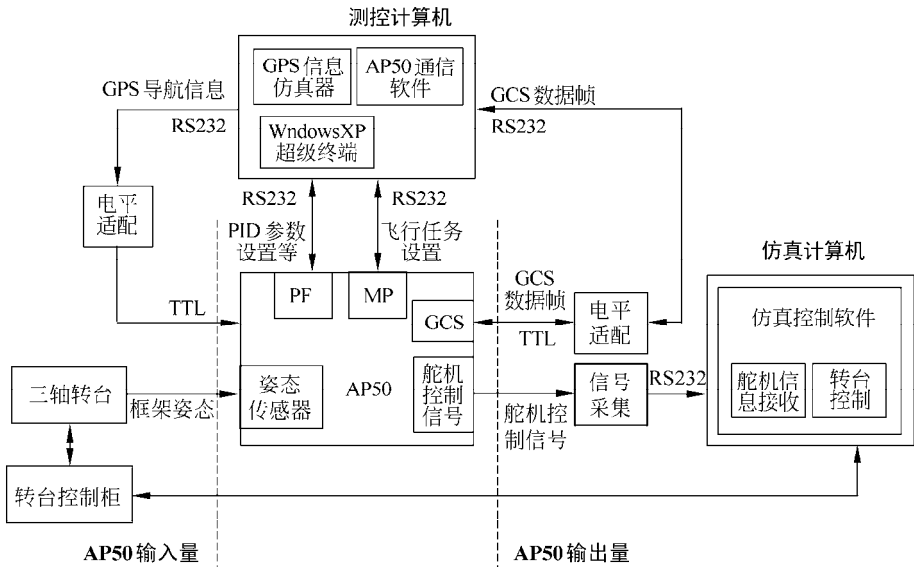 测控计算机
GPS 信息
仿真器
AP50 通信
软件
WndowsXP
超级终端
GPS 导航信息
RS232
GCS 数据帧
RS232
电平
适配
RS232
RS232
PID 参数
设置等
飞行任务
设置
仿真计算机
PF
MP
GCS
GCS
数据帧
TTL
TTL
电平
适配
仿真控制软件
三轴转台
框架姿态
姿态
传感器
AP50
舵机
控制
信号
舵机控
制信号
信号
采集
RS232
舵机信
息接收
转台
控制
转台控制柜
AP50 输入量
AP50 输出量